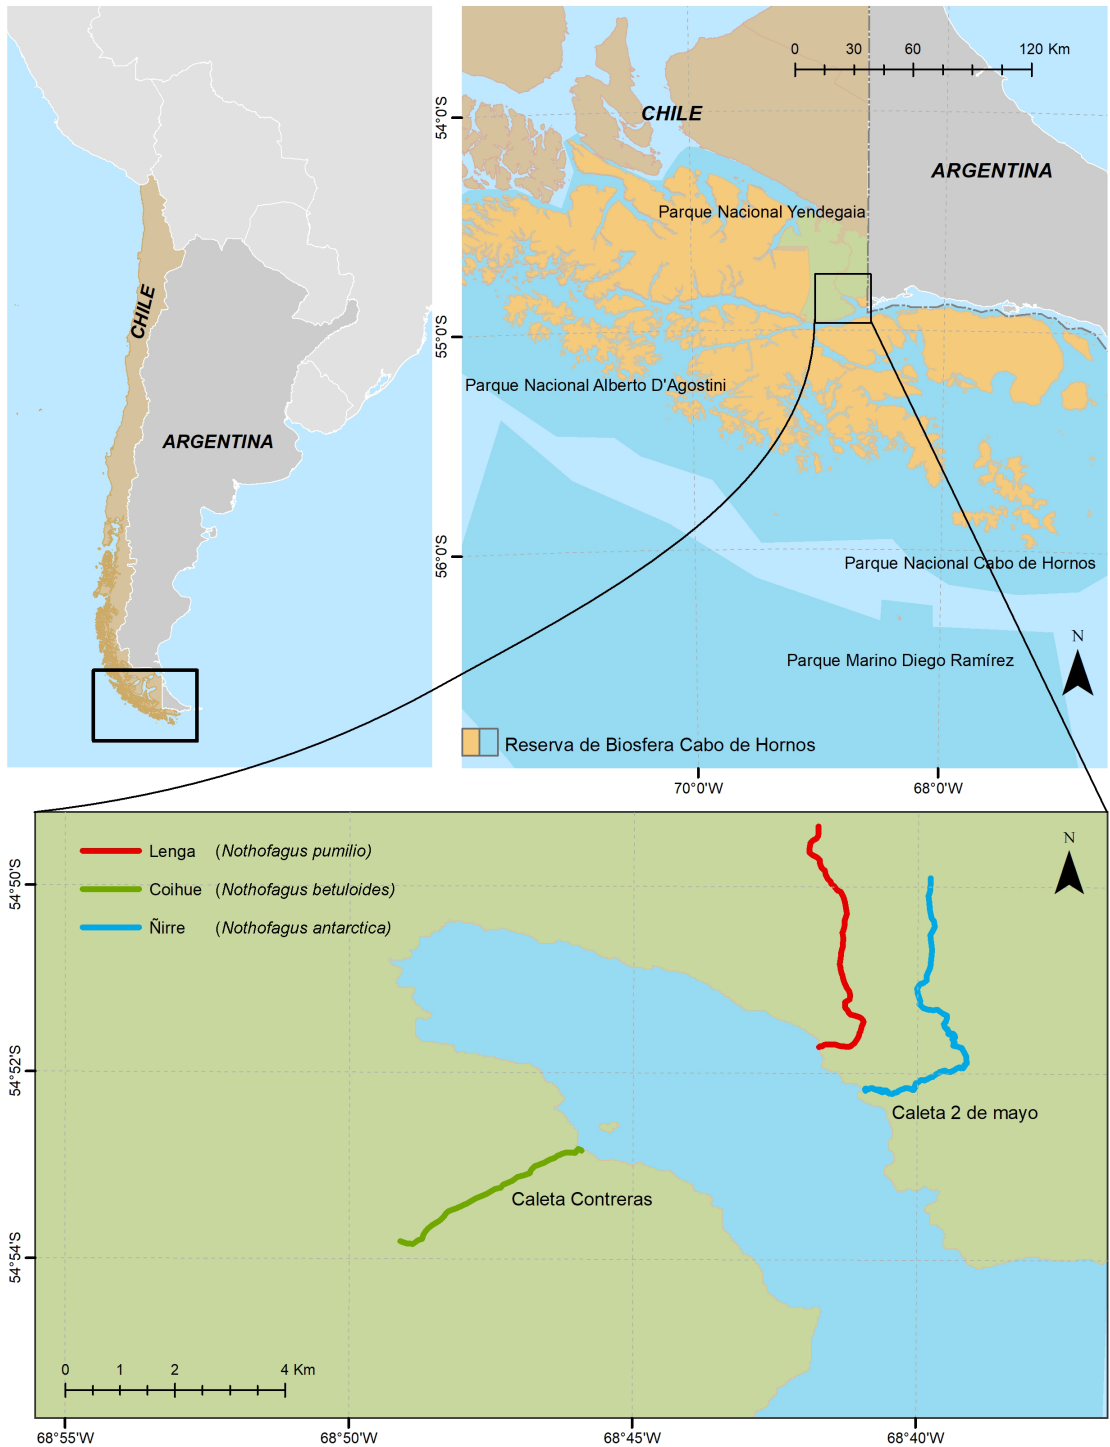 CHILE
ARGENTINA
0 30 60 120 Km
CHILE
ARGENTINA
Parque Nacional Yendegaia
Parque Nacional Alberto D'Agostini
Parque Nacional Cabo de Hornos
Parque Marino Diego Ramírez
N
Reserva de Biosfera Cabo de Hornos
54°0'S
55°0'S
56°0'S
70°0'W
68°0'W
Lenga (Nothofagus pumilio)
Coihue (Nothofagus betuloides)
Ñirre (Nothofagus antarctica)
N
Caleta 2 de mayo
Caleta Contreras
0 1 2 4 Km
54°50'S
54°52'S
54°54'S
68°55'W
68°50'W
68°45'W
68°40'W